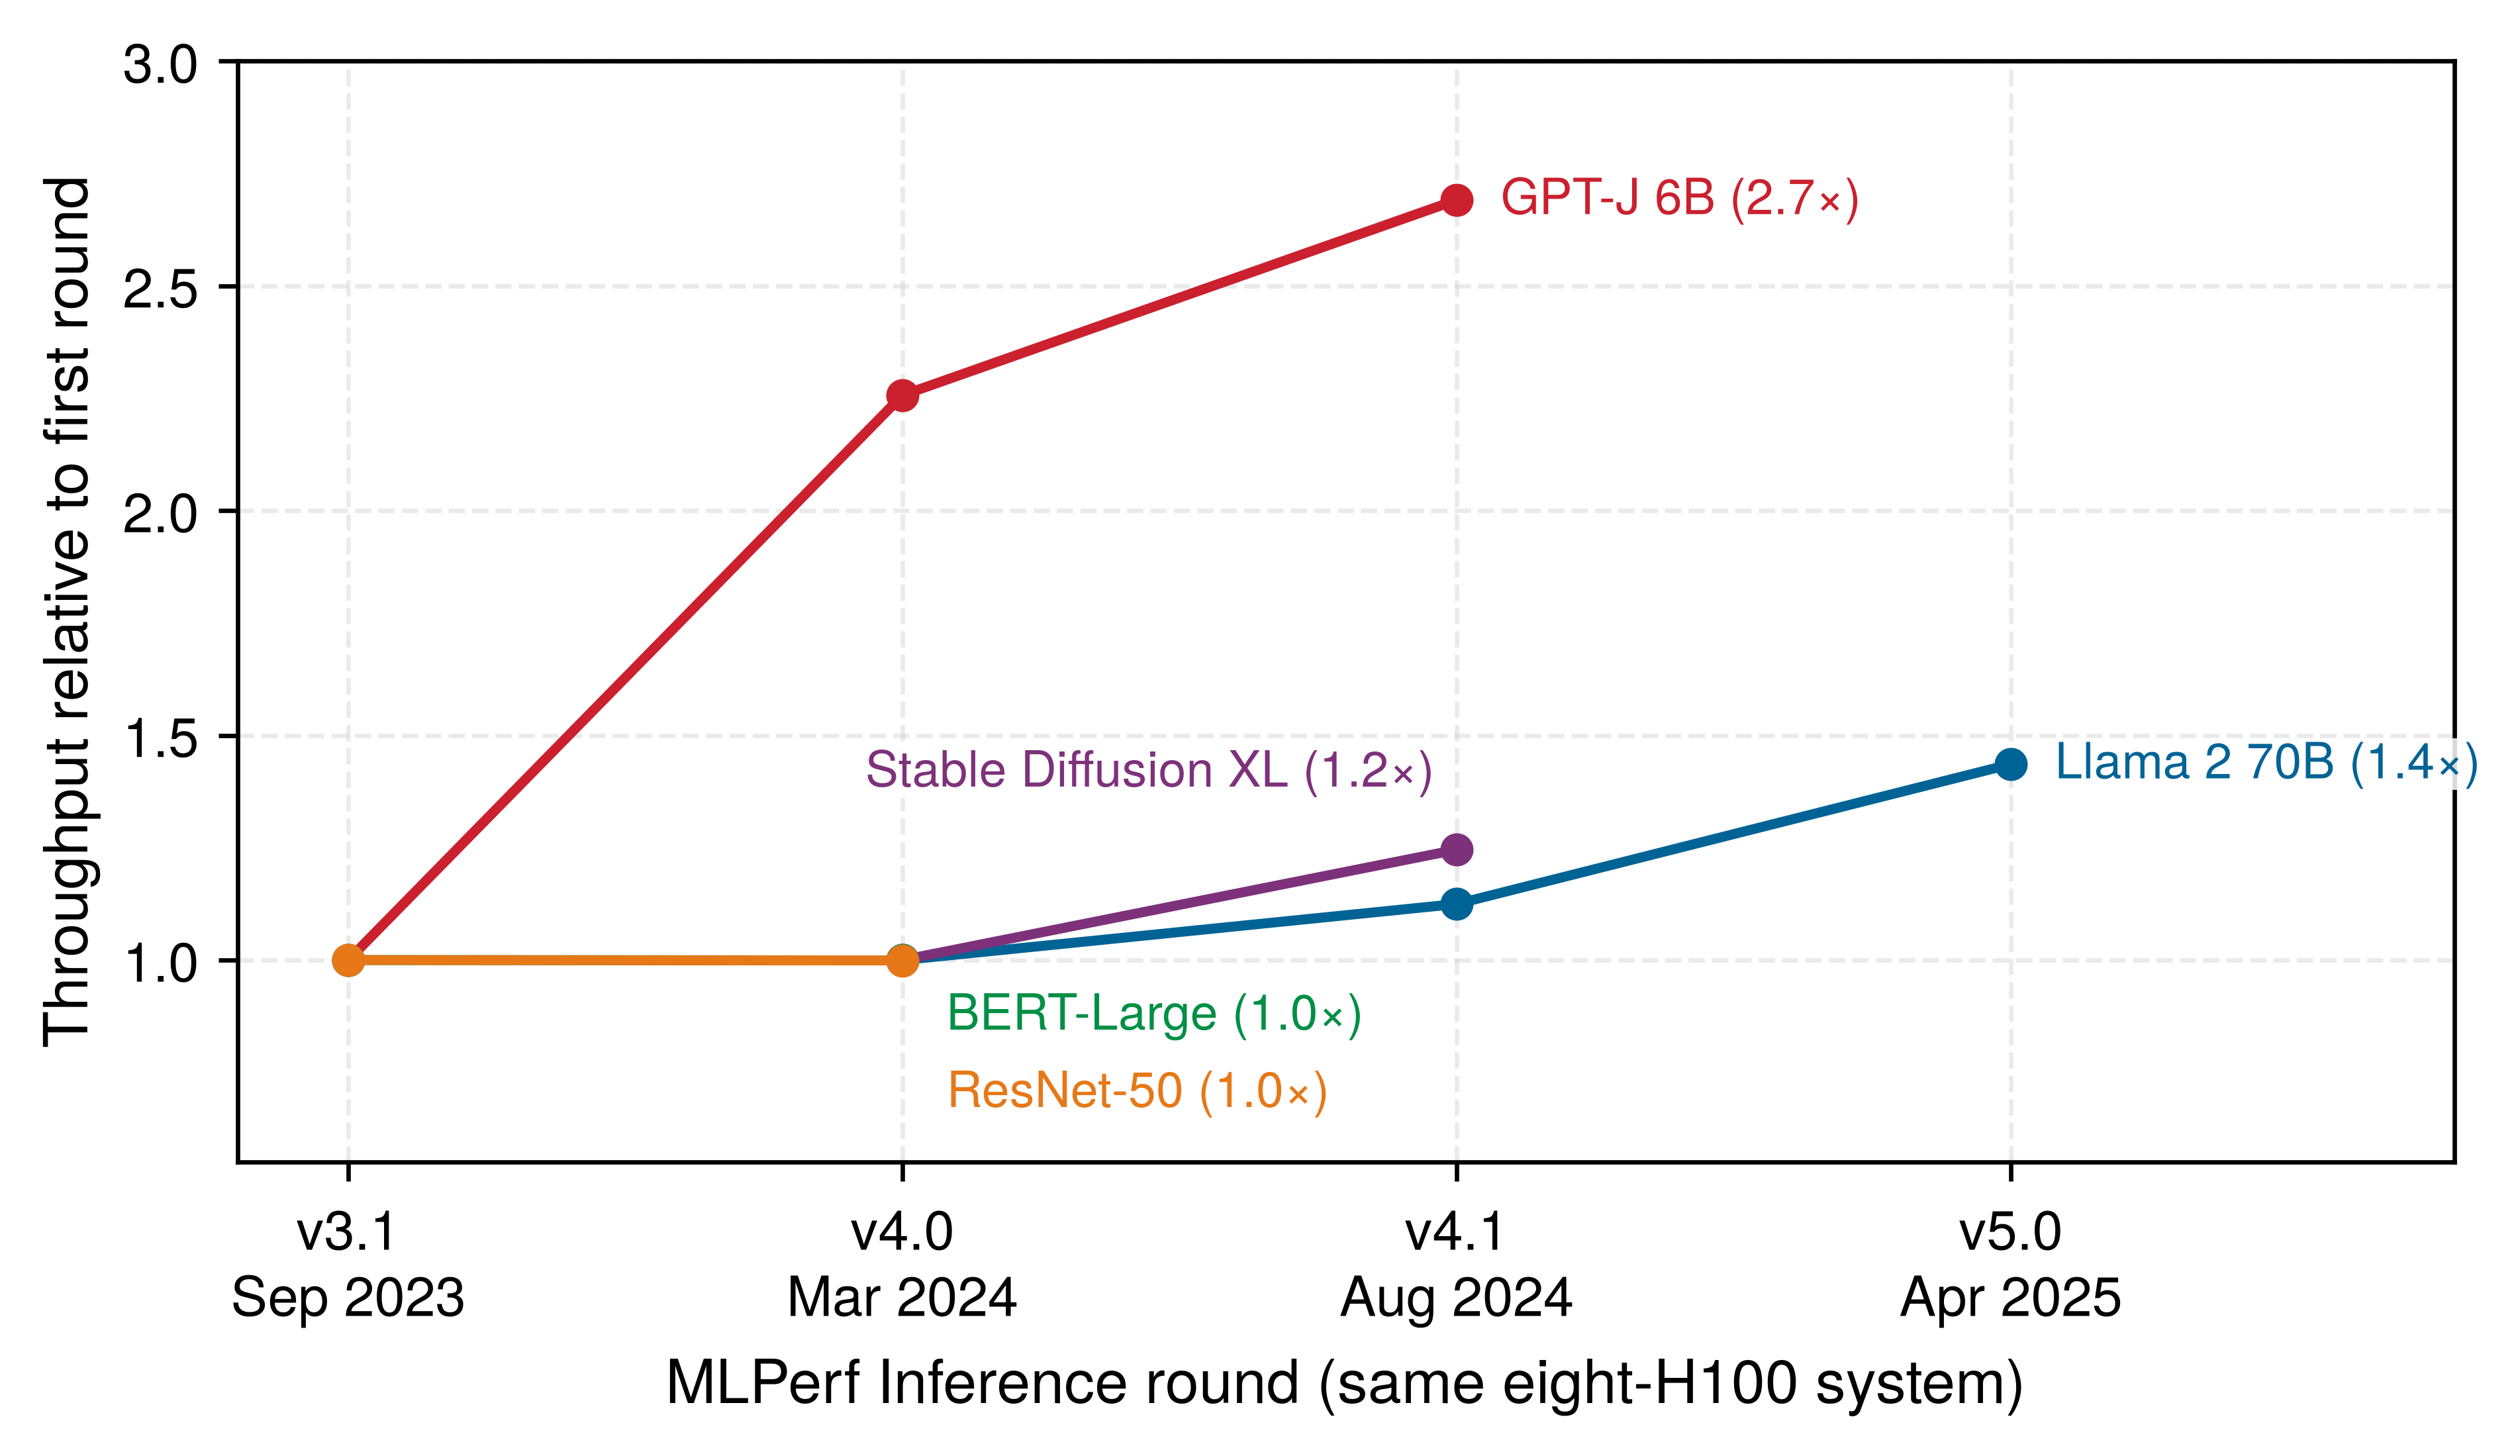 3.0
2.5
2.0
1.5
1.0
Throughput relative to first round
GPT-J 6B (2.7×)
Stable Diffusion XL (1.2×)
Llama 2 70B (1.4×)
BERT-Large (1.0×)
ResNet-50 (1.0×)
v3.1
Sep 2023
v4.0
Mar 2024
v4.1
Aug 2024
v5.0
Apr 2025
MLPerf Inference round (same eight-H100 system)